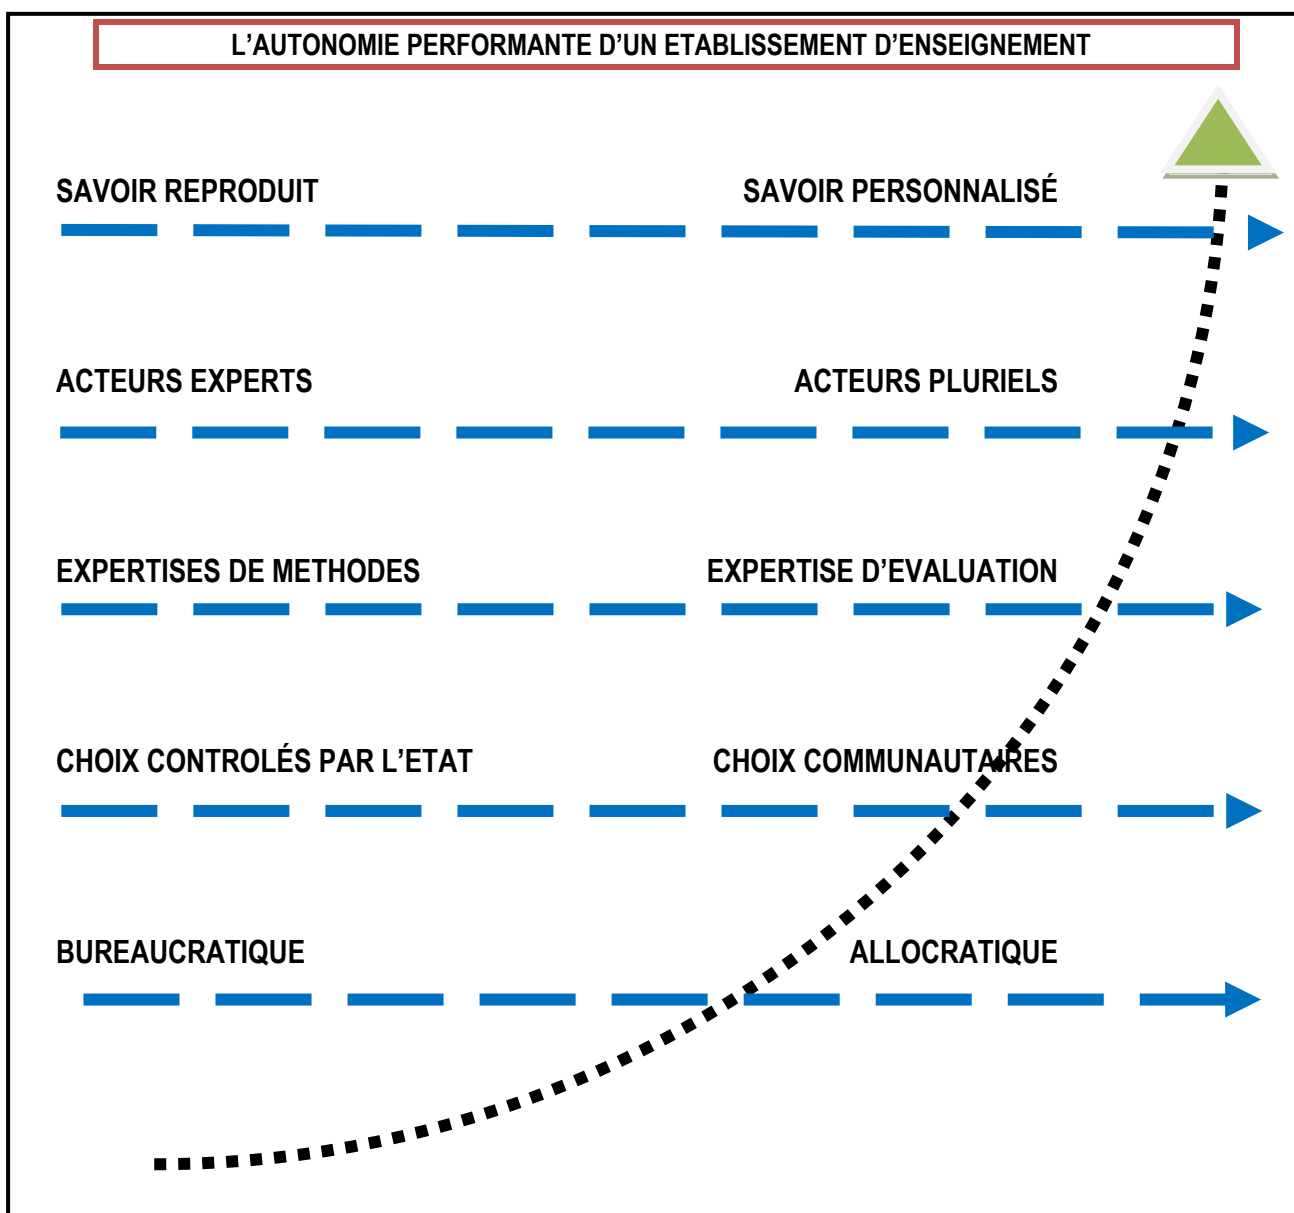 L’AUTONOMIE PERFORMANTE D’UN ETABLISSEMENT D’ENSEIGNEMENT
SAVOIR REPRODUIT SAVOIR PERSONNALISÉ
ACTEURS EXPERTS ACTEURS PLURIELS
EXPERTISES DE METHODES EXPERTISE D’EVALUATION
CHOIX CONTROLÉS PAR L’ETAT CHOIX COMMUNAUTAIRES
BUREAUCRATIQUE ALLOCRATIQUE